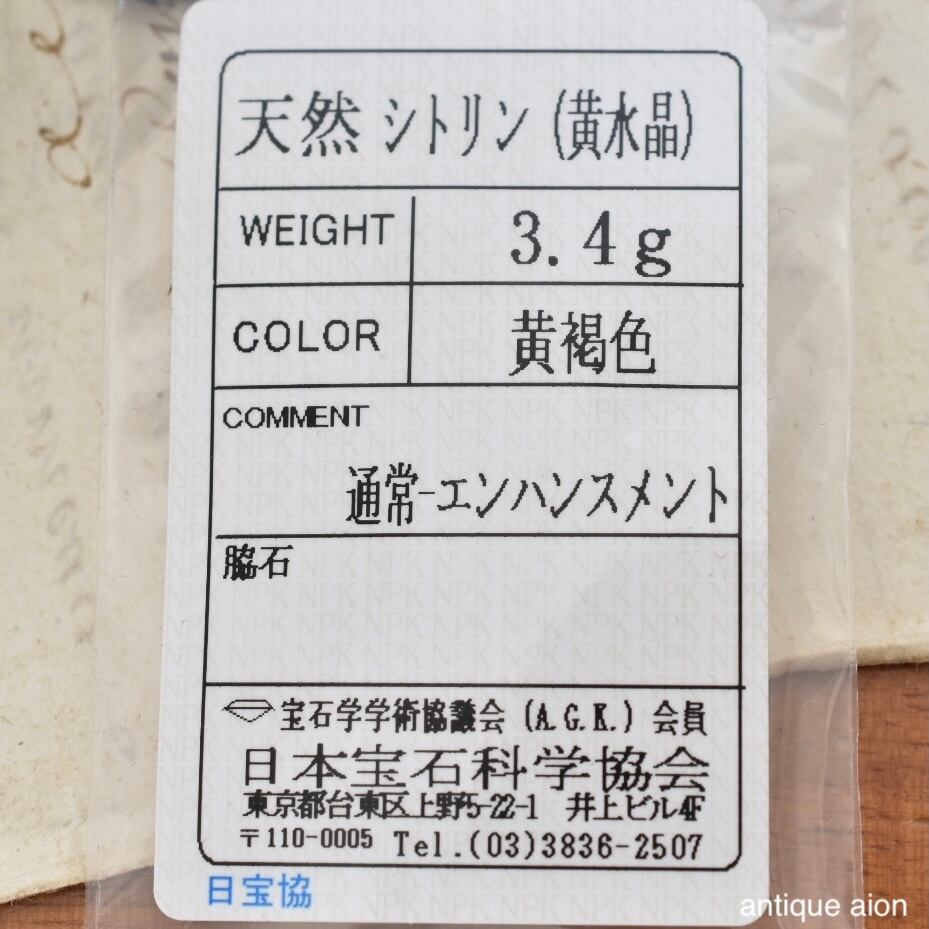 天然 シトリン (黄水晶)
WEIGHT 3.4g
COLOR 黄褐色
COMMENT
通常-エンハンスメント
脇石
宝石学学術協議会 (A.G.K.) 会員
日本宝石科学協会
東京都台東区上野5-22-1 井上ビル4F
〒110-0005 Tel.(03)3836-2507
日宝協
antique aion